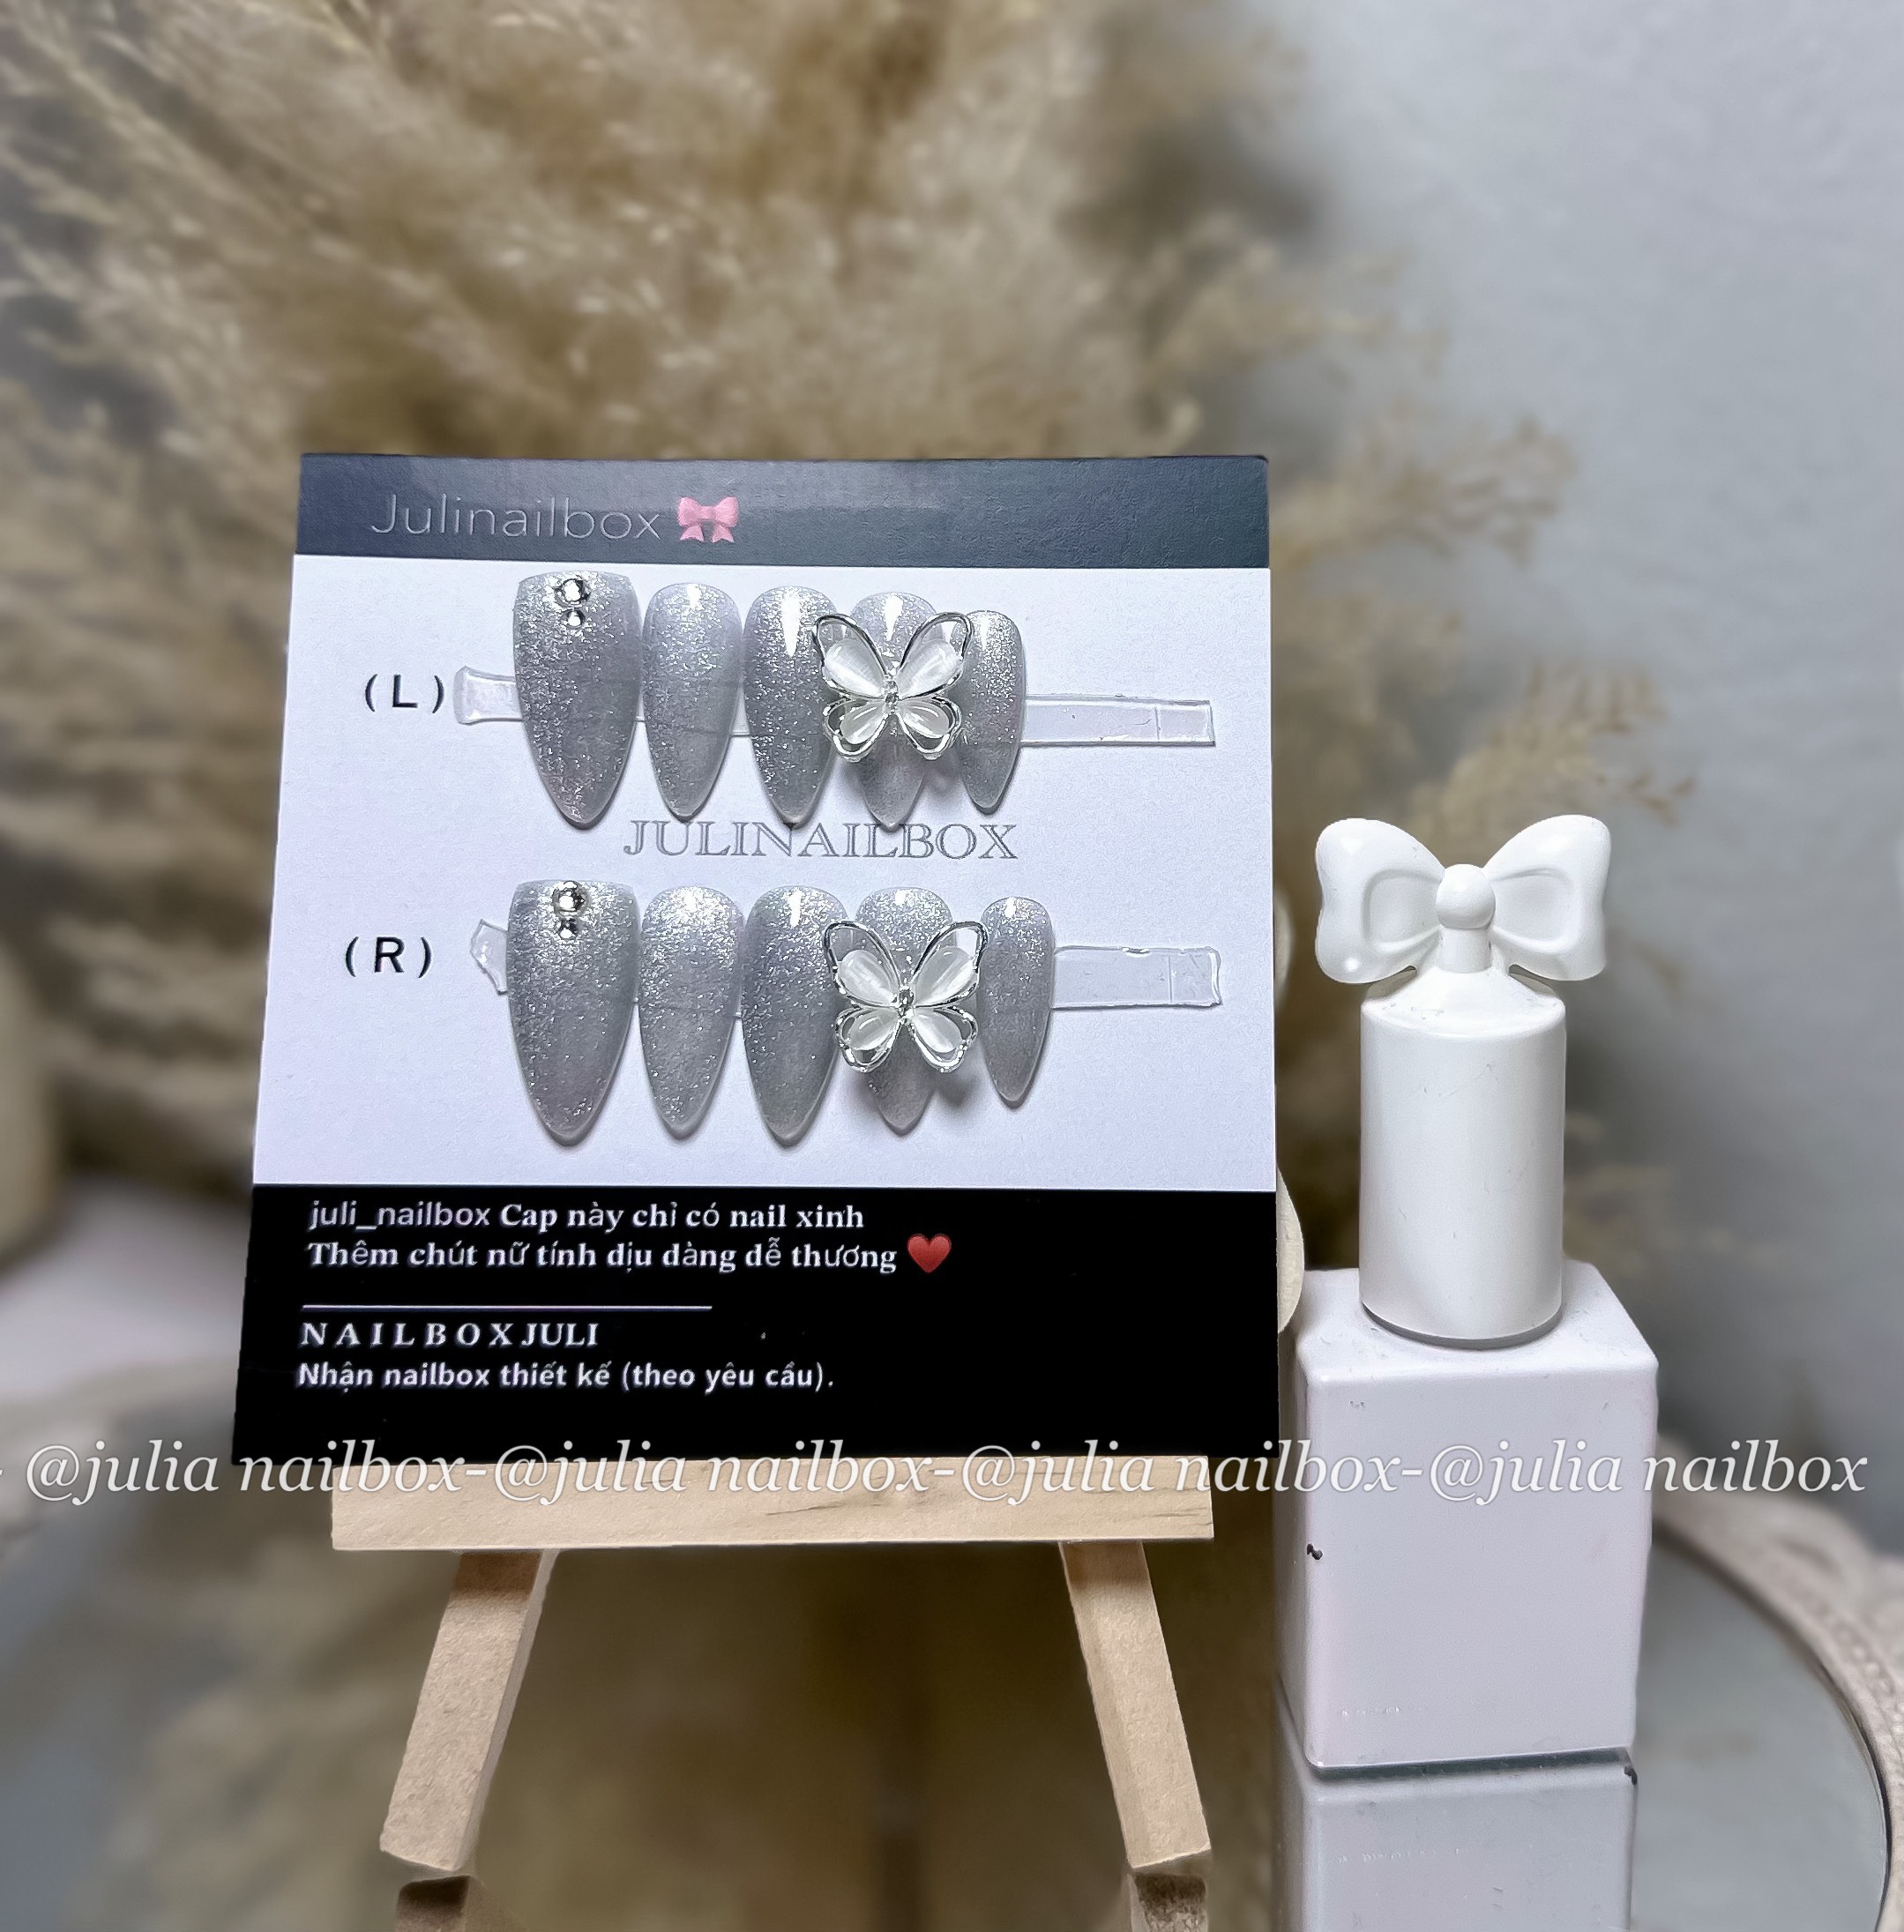 Julinailbox 🎀
(L)
JULINAILBOX
(R)
juli_nailbox Cap này chỉ có nail xinh
Thêm chút nữ tính dịu dàng dễ thương ❤️
N A I L B O X JULI
Nhận nailbox thiết kế (theo yêu cầu).
- @julia nailbox-@julia nailbox-@julia nailbox-@julia nailbox